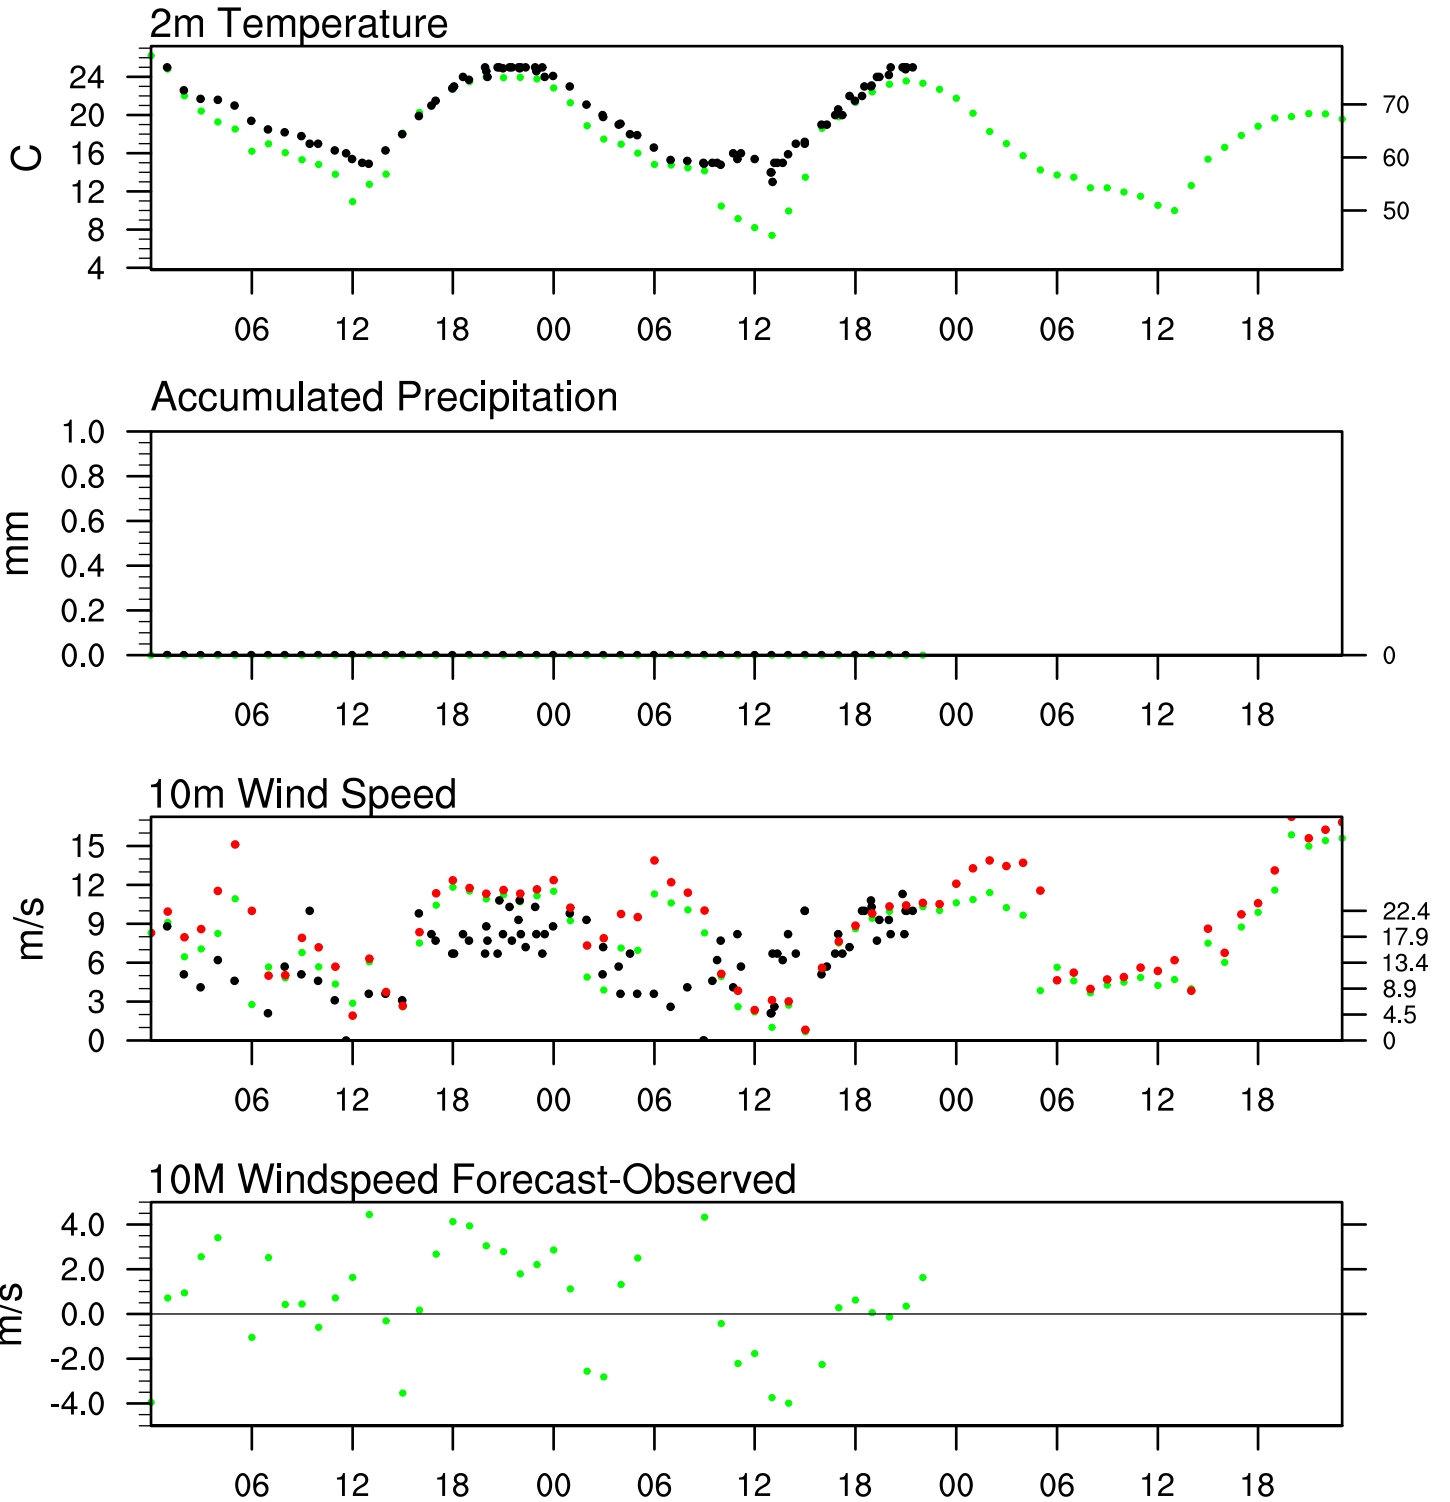 2m Temperature
24
20
16
12
8
4
C
70
60
50
06 12 18 00 06 12 18 00 06 12 18
Accumulated Precipitation
1.0
0.8
0.6
0.4
0.2
0.0
mm
0
06 12 18 00 06 12 18 00 06 12 18
10m Wind Speed
15
12
9
6
3
0
m/s
22.4
17.9
13.4
8.9
4.5
0
06 12 18 00 06 12 18 00 06 12 18
10M Windspeed Forecast-Observed
4.0
2.0
0.0
-2.0
-4.0
m/s
06 12 18 00 06 12 18 00 06 12 18